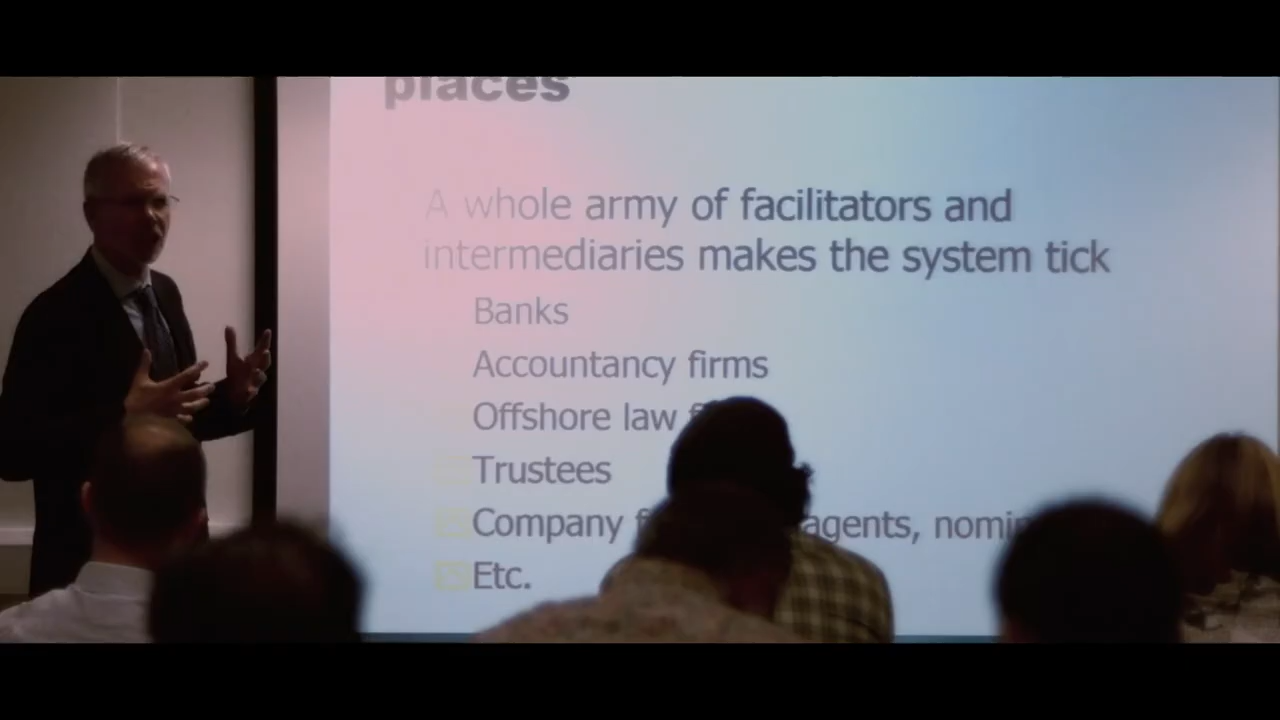 places
A whole army of facilitators and
intermediaries makes the system tick
Banks
Accountancy firms
Offshore law
Trustees
Company agents,
Etc.